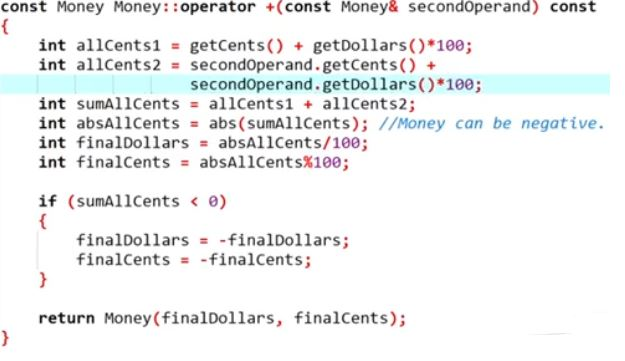 const Money Money::operator +(const Money& secondOperand) const
{
    int allCents1 = getCents() + getDollars()*100;
    int allCents2 = secondOperand.getCents() +
                    secondOperand.getDollars()*100;
    int sumAllCents = allCents1 + allCents2;
    int absAllCents = abs(sumAllCents); //Money can be negative.
    int finalDollars = absAllCents/100;
    int finalCents = absAllCents%100;

    if (sumAllCents < 0)
    {
        finalDollars = -finalDollars;
        finalCents = -finalCents;
    }

    return Money(finalDollars, finalCents);
}